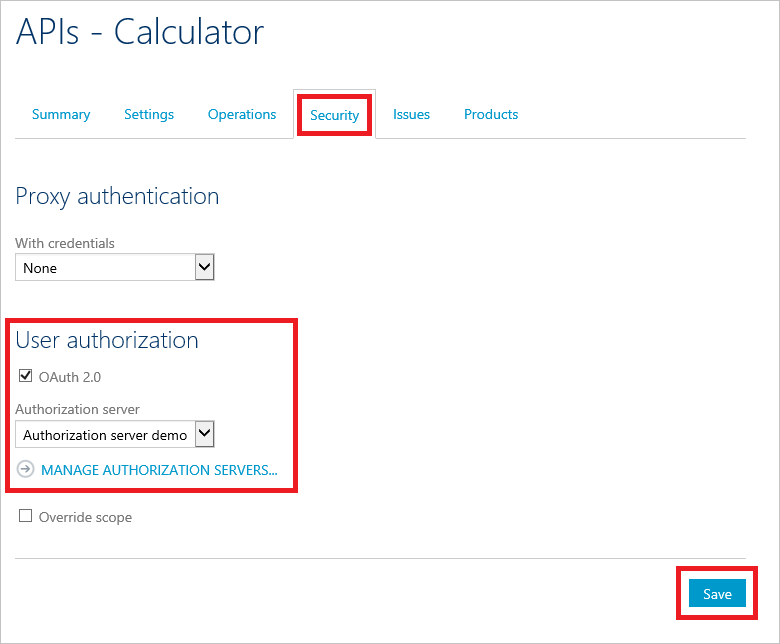 APIs - Calculator
Summary Settings Operations Security Issues Products
Proxy authentication
With credentials
None
User authorization
OAuth 2.0
Authorization server
Authorization server demo
MANAGE AUTHORIZATION SERVERS...
Override scope
Save